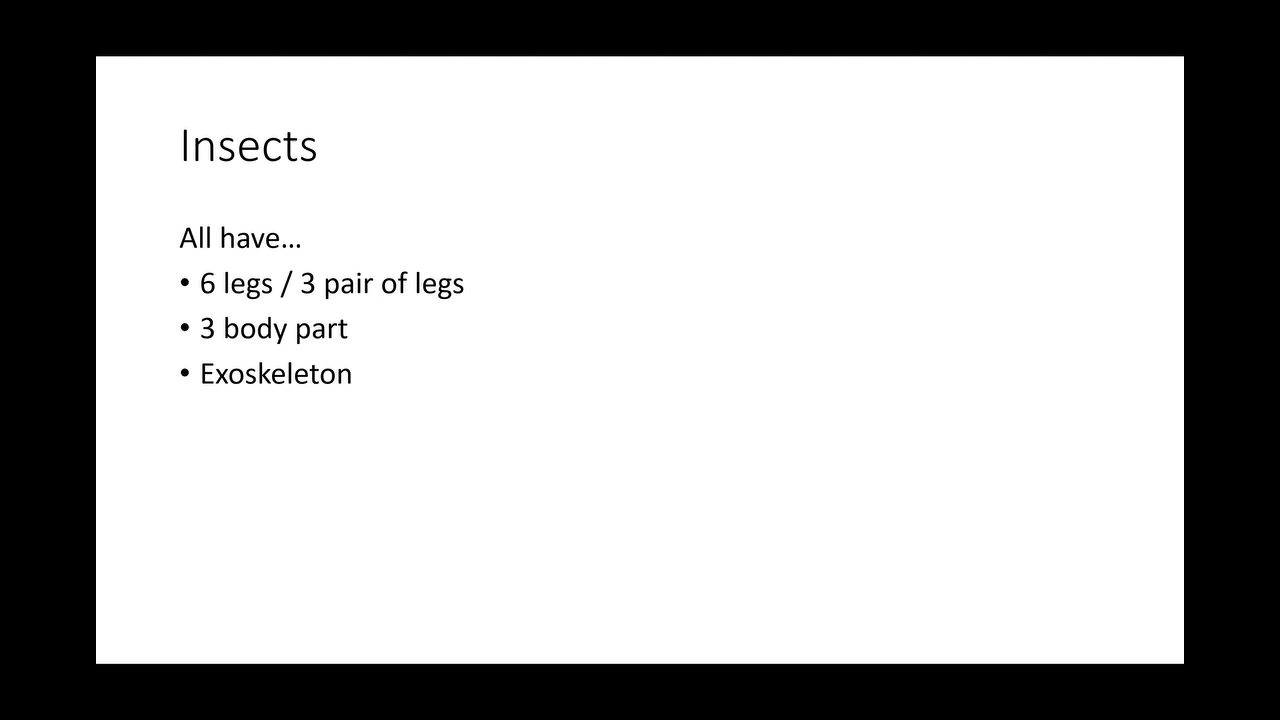 Insects
All have...
• 6 legs / 3 pair of legs
• 3 body part
• Exoskeleton